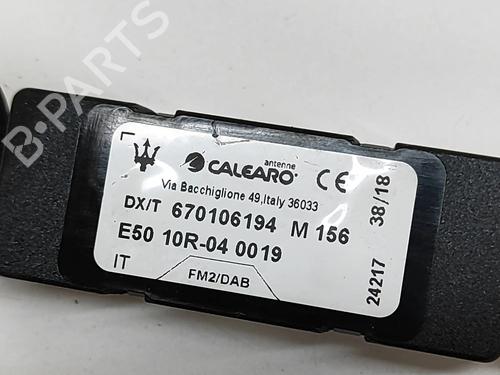 antenne
CALEARO
CE
Via Bacchiglione 49,Italy 36033
DX/T 670106194 M 156
E50 10R-04 0019
IT
FM2/DAB
24217 38/18
B-PARTS